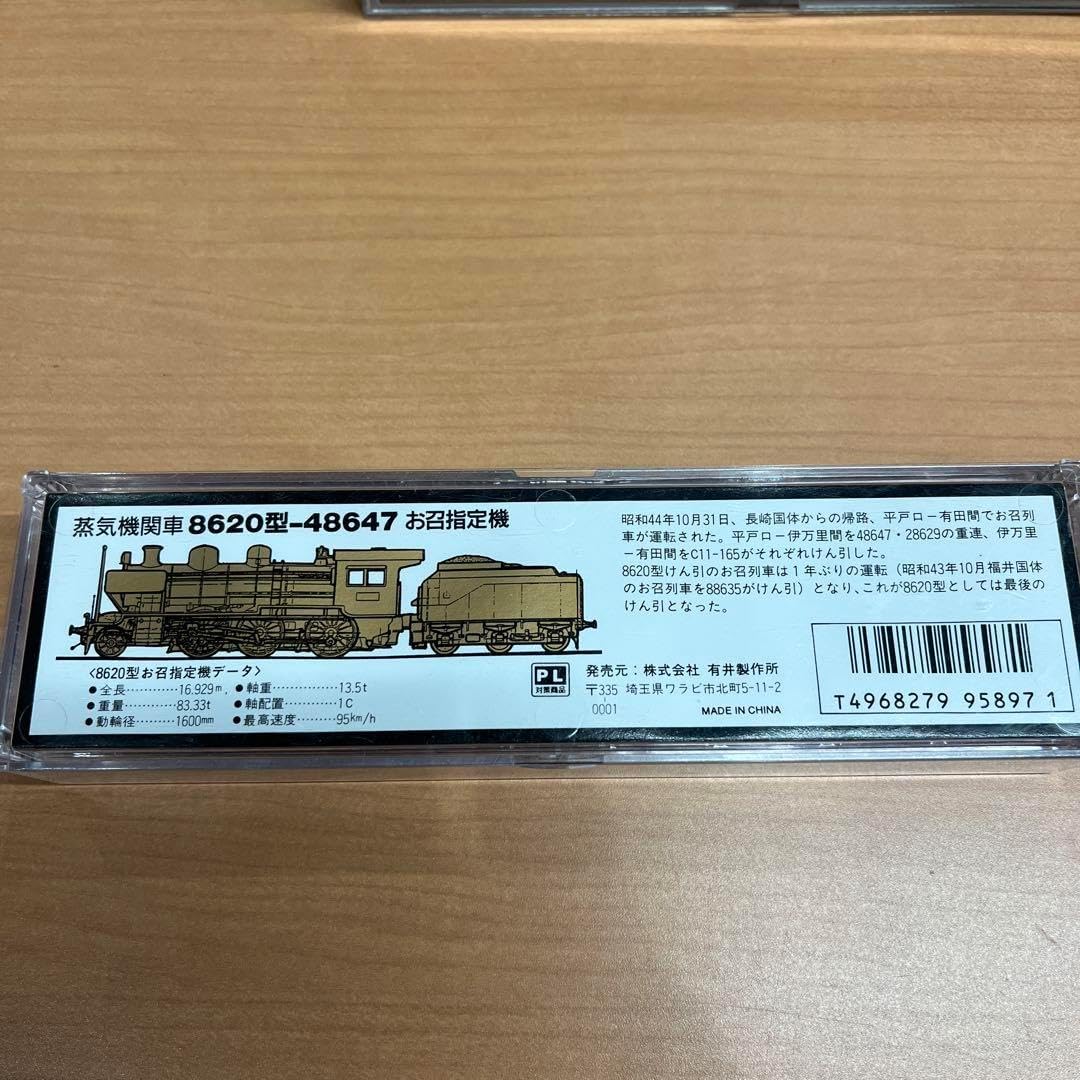 蒸気機関車8620型-48647お召指定機
〈8620型お召指定機データ〉
●全長…………16.929m,
●重量…………83.33t
●動輪径………1600mm
●軸重……………13.5t
●軸配置…………1C
●最高速度………95km/h
昭和44年10月31日、長崎国体からの帰路、平戸口ー有田間でお召列
車が運転された。平戸口ー伊万里間を48647・28629の重連、伊万里
ー有田間をC11-165がそれぞれけん引した。
8620型けん引のお召列車は1年ぶりの運転（昭和43年10月福井国体
のお召列車を88635がけん引）となり、これが8620型としては最後の
けん引となった。
PL
対策商品
発売元：株式会社 有井製作所
〒335 埼玉県ワラビ市北町5-11-2
0001 MADE IN CHINA
T4968279 95897 1